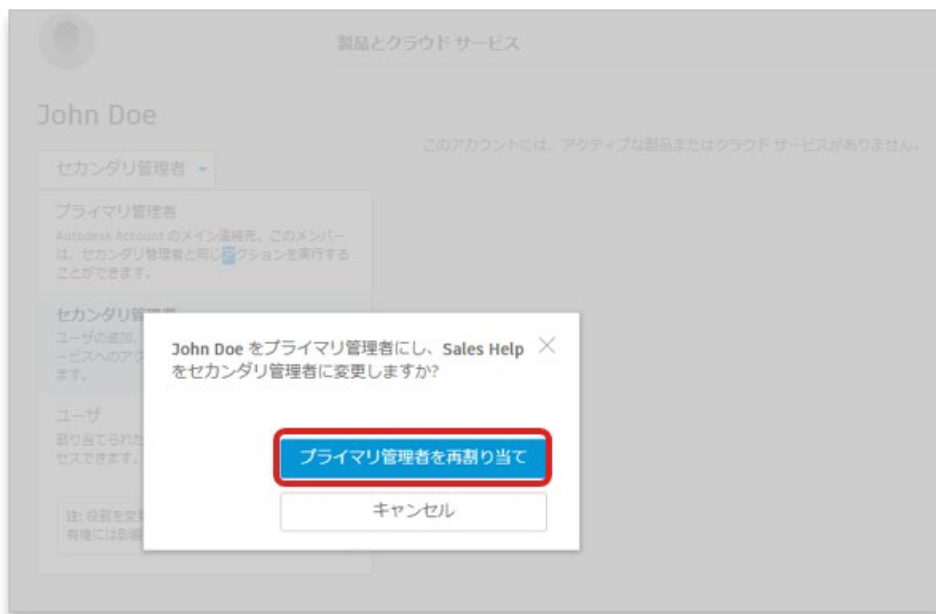 製品とクラウド サービス
John Doe
このアカウントには、アクティブな製品またはクラウド サービスがありません。
セカンダリ管理者
プライマリ管理者
Autodesk Account のメイン連絡先。このメンバー
は、セカンダリ管理者と同じアクションを実行する
ことができます。
セカンダリ管理者
ユーザの追加、
ービスへのアク
ます。
ユーザ
割り当てられた
セスできます。
注: 役割を変更
有権には影響
John Doe をプライマリ管理者にし、Sales Help
をセカンダリ管理者に変更しますか?
プライマリ管理者を再割り当て
キャンセル